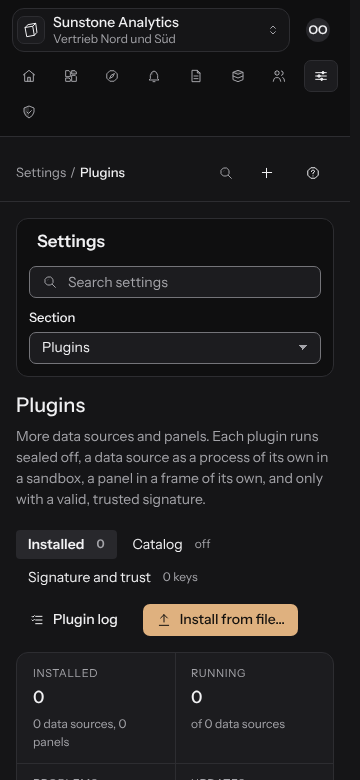 Sunstone Analytics
Vertrieb Nord und Süd
OO
Settings / Plugins
Settings
Search settings
Section
Plugins
Plugins
More data sources and panels. Each plugin runs
sealed off, a data source as a process of its own in
a sandbox, a panel in a frame of its own, and only
with a valid, trusted signature.
Installed 0 Catalog off
Signature and trust 0 keys
Plugin log Install from file...
INSTALLED RUNNING
0 0
0 data sources, 0 of 0 data sources
panels